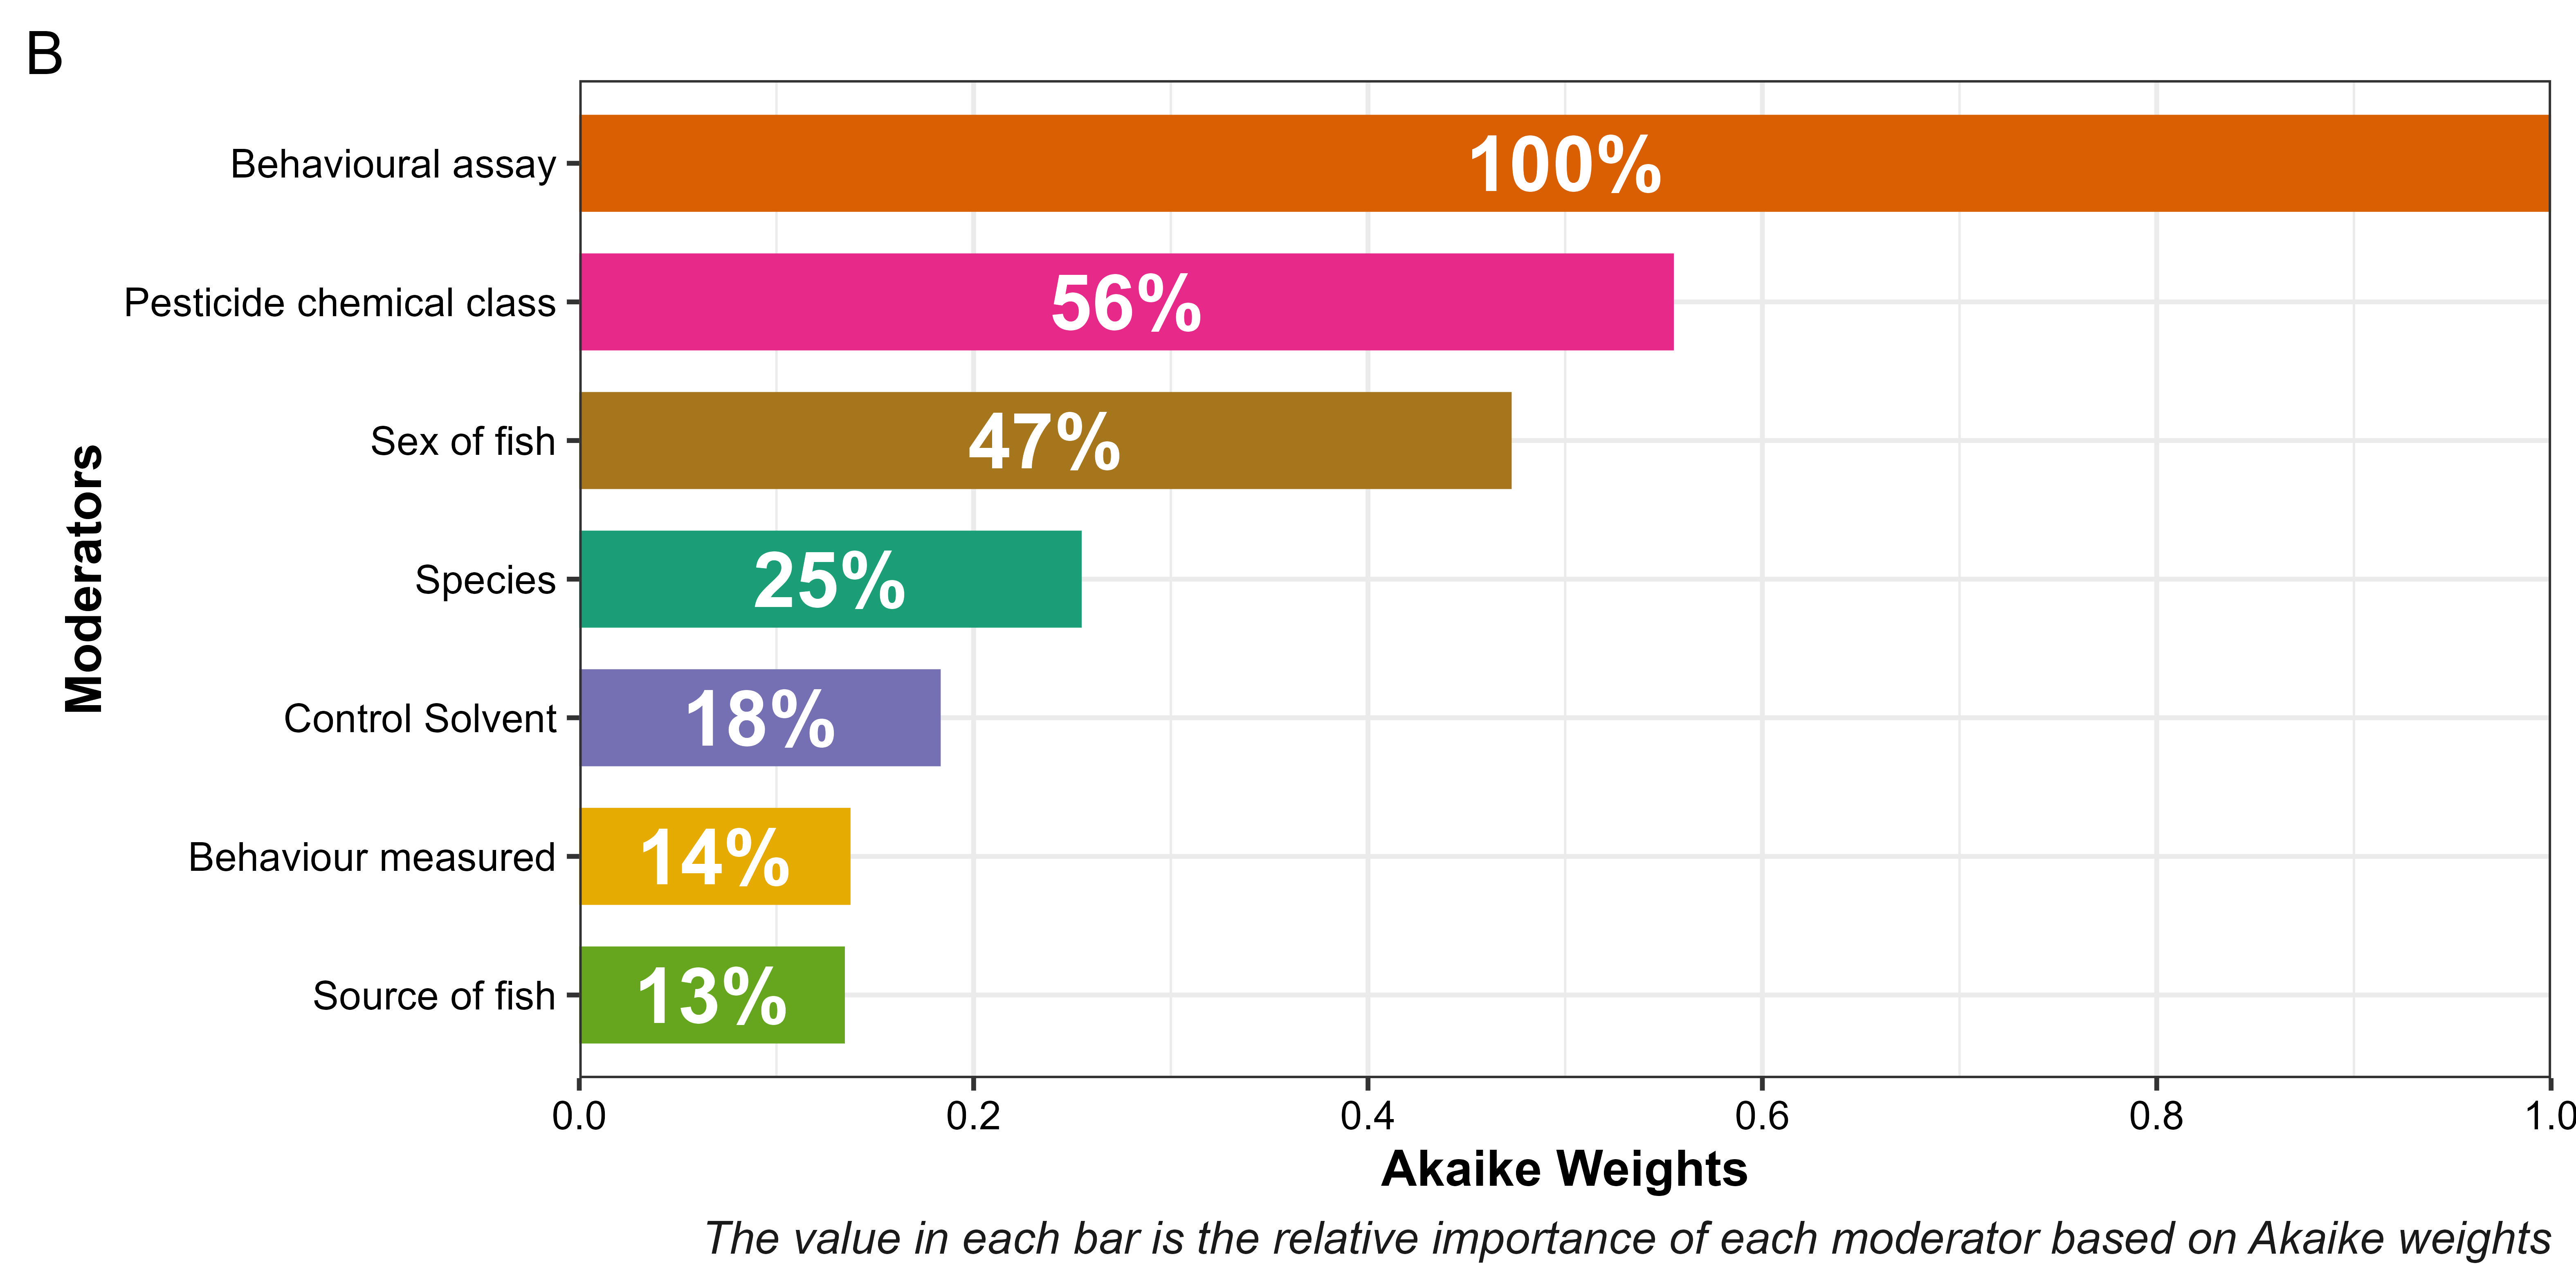 B
Behavioural assay
100%
Pesticide chemical class
56%
Sex of fish
47%
Species
25%
Control Solvent
18%
Behaviour measured
14%
Source of fish
13%
Moderators
0.0 0.2 0.4 0.6 0.8 1.0
Akaike Weights
The value in each bar is the relative importance of each moderator based on Akaike weights